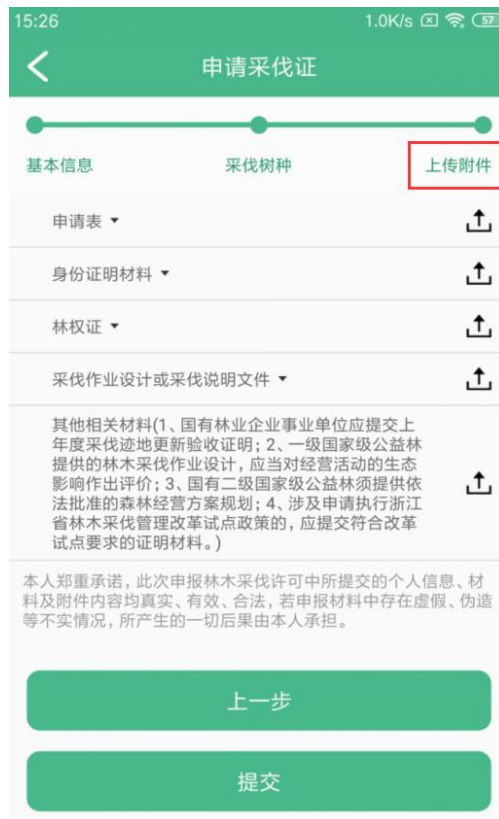 15:26 1.0K/s 57
申请采伐证
基本信息 采伐树种 上传附件
申请表
身份证明材料
林权证
采伐作业设计或采伐说明文件
其他相关材料(1、国有林业企业事业单位应提交上
年度采伐迹地更新验收证明；2、一级国家级公益林
提供的林木采伐作业设计，应当对经营活动的生态
影响作出评价；3、国有二级国家级公益林须提供依
法批准的森林经营方案规划；4、涉及申请执行浙江
省林木采伐管理改革试点政策的，应提交符合改革
试点要求的证明材料。)
本人郑重承诺，此次申报林木采伐许可中所提交的个人信息、材
料及附件内容均真实、有效、合法，若申报材料中存在虚假、伪造
等不实情况，所产生的一切后果由本人承担。
上一步
提交